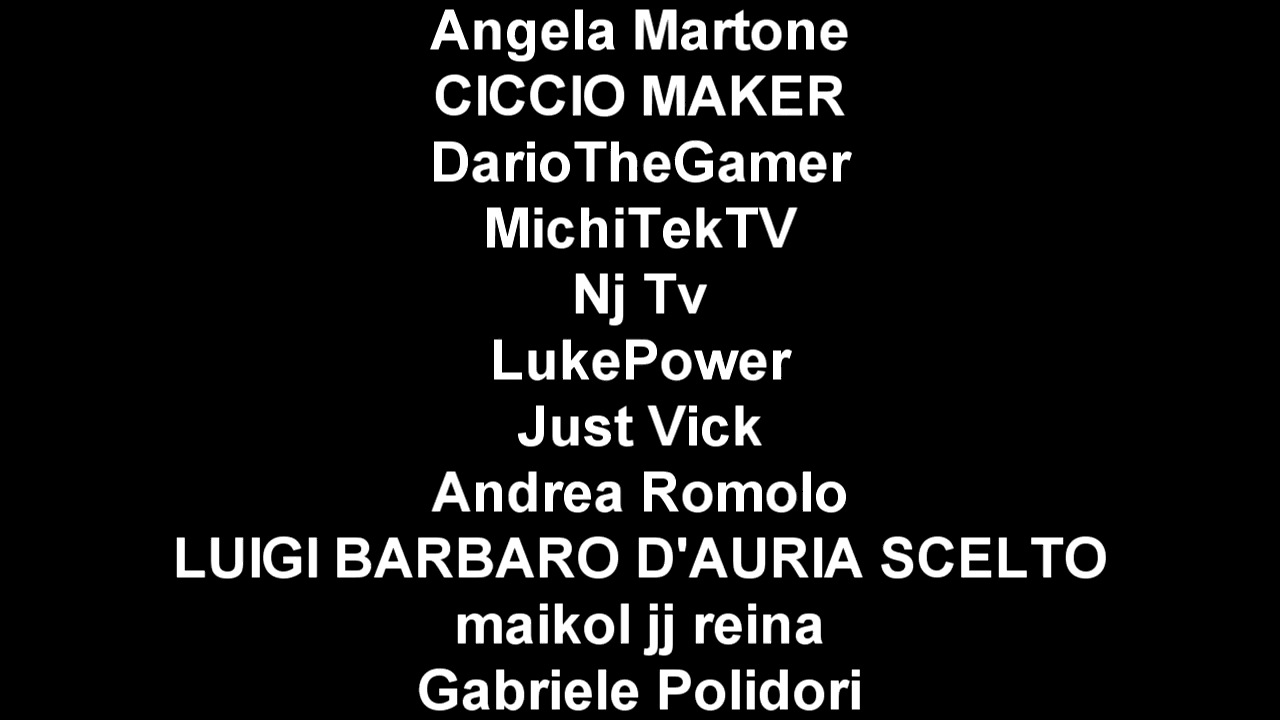 Angela Martone
CICCIO MAKER
DarioTheGamer
MichiTekTV
Nj Tv
LukePower
Just Vick
Andrea Romolo
LUIGI BARBARO D'AURIA SCELTO
maikol jj reina
Gabriele Polidori